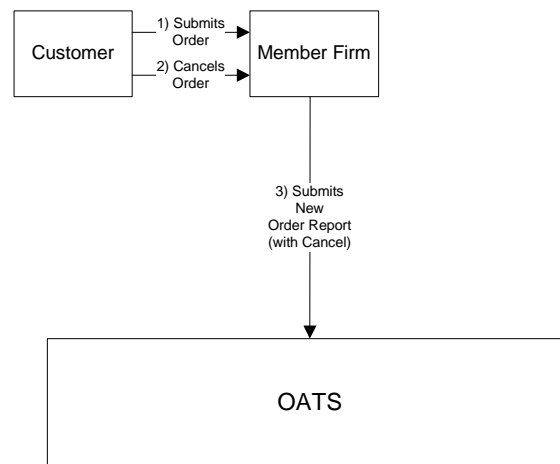 Customer
1) Submits
Order
2) Cancels
Order
Member Firm
3) Submits
New
Order Report
(with Cancel)
OATS